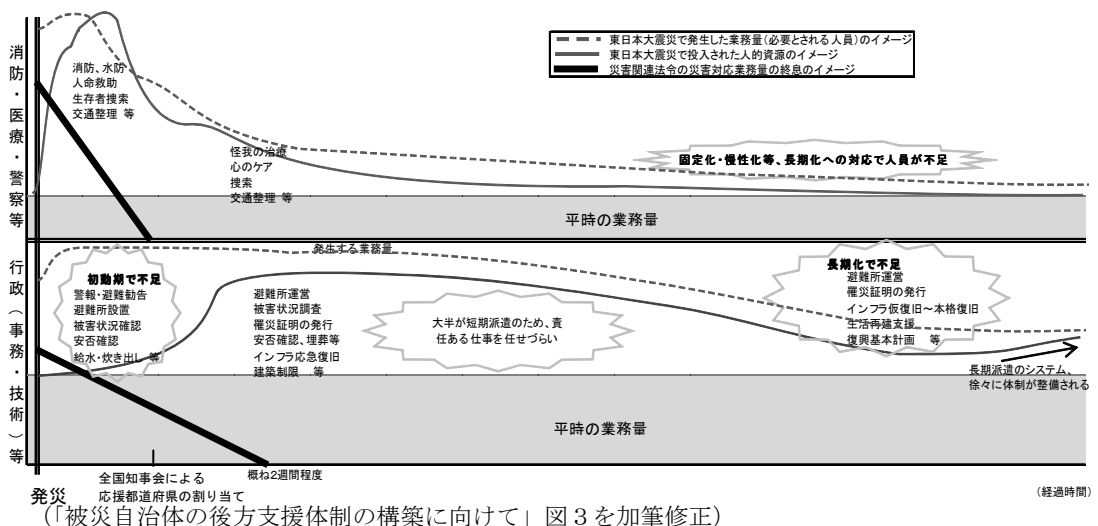 東日本大震災で発生した業務量(必要とされる人員)のイメージ
東日本大震災で投入された人的資源のイメージ
災害関連法令の災害対応業務量の終息のイメージ
消防・医療・警察等
消防、水防
人命救助
生存者捜索
交通整理 等
怪我の治療
心のケア
捜索
交通整理 等
固定化・慢性化等、長期化への対応で人員が不足
平時の業務量
行政(事務・技術)等
発生する業務量
初動期で不足
警報・避難勧告
避難所設置
被害状況確認
安否確認
給水・炊き出し 等
避難所運営
被害状況調査
罹災証明の発行
安否確認、埋葬等
インフラ応急復旧
建築制限 等
大半が短期派遣のため、責
任ある仕事を任せづらい
長期化で不足
避難所運営
罹災証明の発行
インフラ仮復旧~本格復旧
生活再建支援
復興基本計画 等
長期派遣のシステム、
徐々に体制が整備される
平時の業務量
発災
全国知事会による
応援都道府県の割り当て
概ね2週間程度
(経過時間)
(「被災自治体の後方支援体制の構築に向けて」図3を加筆修正)